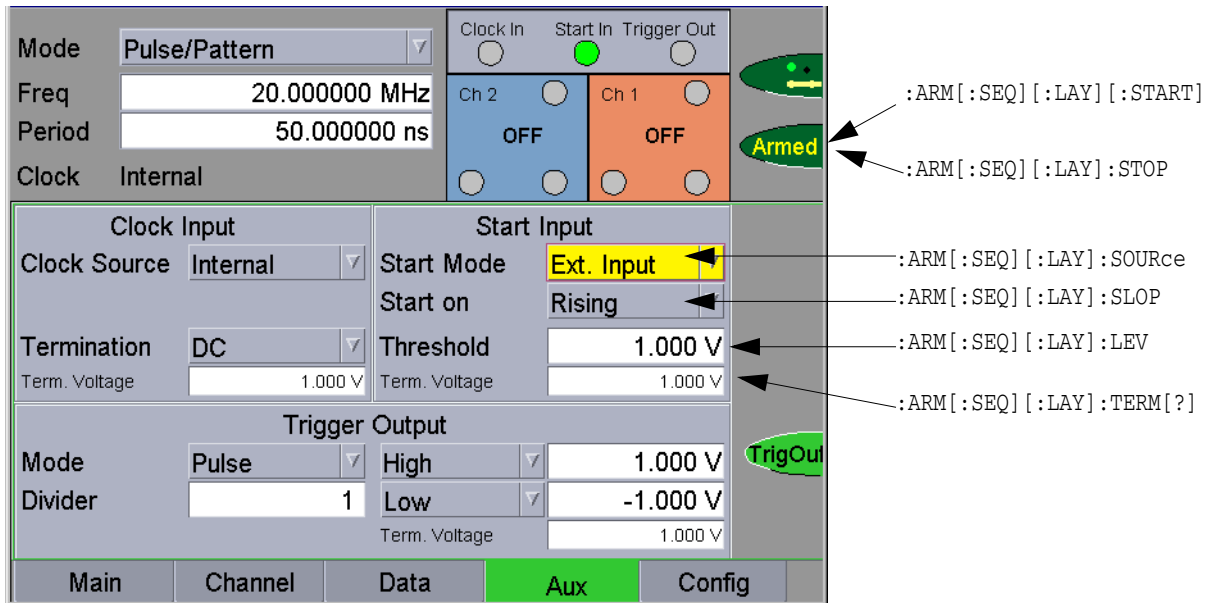 Mode Pulse/Pattern
Freq 20.000000 MHz
Period 50.000000 ns
Clock Internal
Clock In Start In Trigger Out
Ch 2 Ch 1
OFF OFF
Armed
:ARM[:SEQ][:LAY][:START]
:ARM[:SEQ][:LAY]:STOP
Clock Input
Clock Source Internal
Termination DC
Term. Voltage 1.000 V
Start Input
Start Mode Ext. Input
Start on Rising
Threshold 1.000 V
Term. Voltage 1.000 V
:ARM[:SEQ][:LAY]:SOURce
:ARM[:SEQ][:LAY]:SLOP
:ARM[:SEQ][:LAY]:LEV
:ARM[:SEQ][:LAY]:TERM[?]
Trigger Output
Mode Pulse High 1.000 V
Divider 1 Low -1.000 V
Term. Voltage 1.000 V
TrigOut
Main Channel Data Aux Config